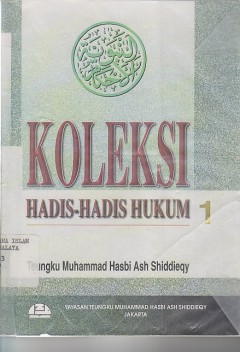 KOLEKSI
HADIS-HADIS HUKUM 1
Teungku Muhammad Hasbi Ash Shiddieqy
YAYASAN TEUNGKU MUHAMMAD HASBI ASH SHIDDIEQY
JAKARTA